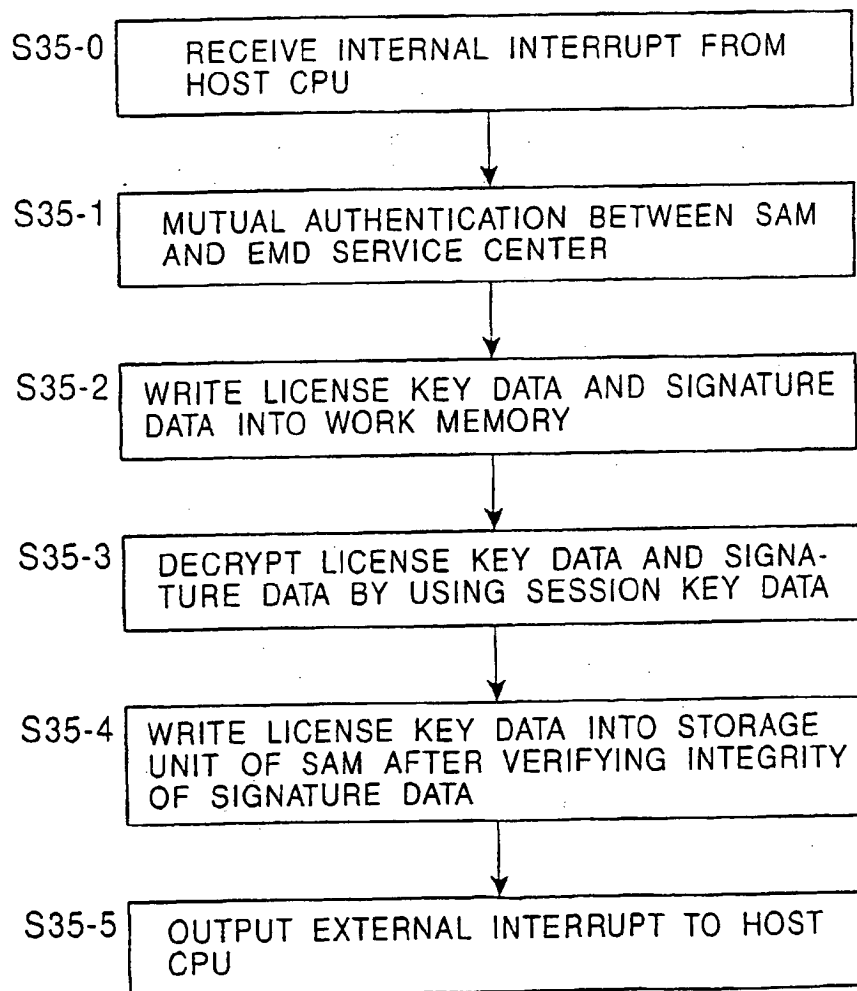 S35-0
RECEIVE INTERNAL INTERRUPT FROM
HOST CPU
S35-1
MUTUAL AUTHENTICATION BETWEEN SAM
AND EMD SERVICE CENTER
S35-2
WRITE LICENSE KEY DATA AND SIGNATURE
DATA INTO WORK MEMORY
S35-3
DECRYPT LICENSE KEY DATA AND SIGNA-
TURE DATA BY USING SESSION KEY DATA
S35-4
WRITE LICENSE KEY DATA INTO STORAGE
UNIT OF SAM AFTER VERIFYING INTEGRITY
OF SIGNATURE DATA
S35-5
OUTPUT EXTERNAL INTERRUPT TO HOST
CPU